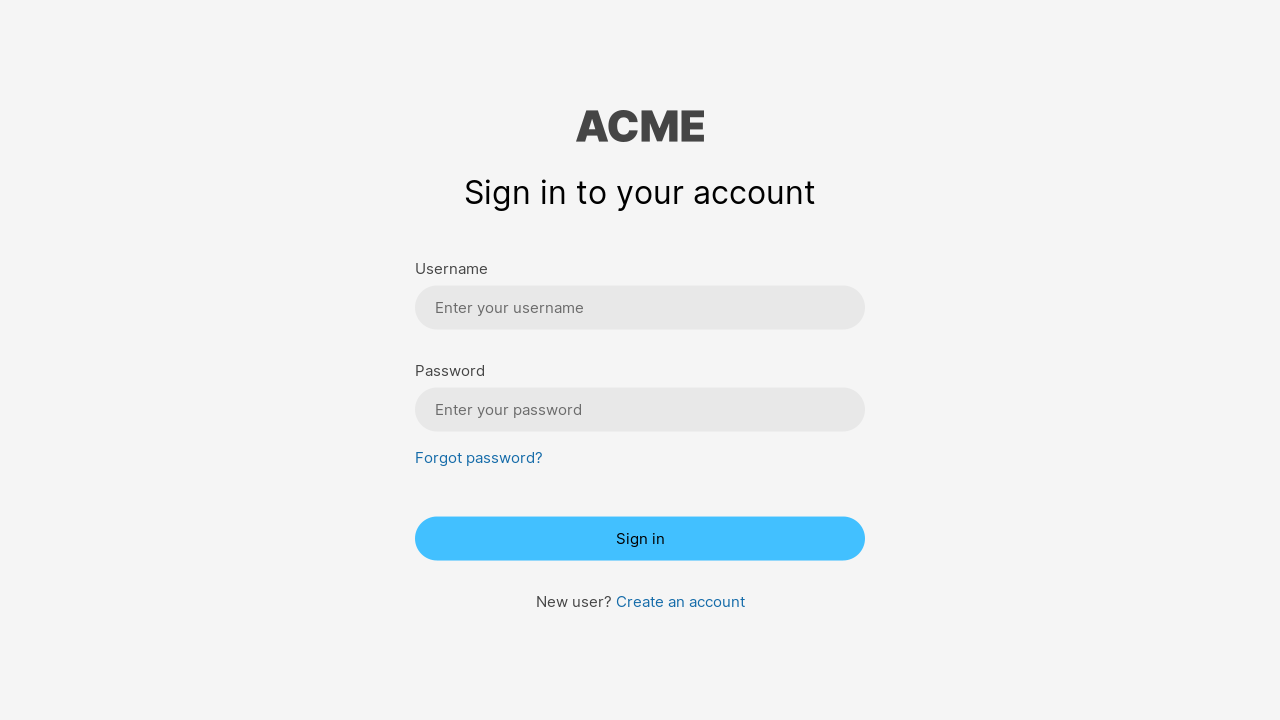 ACME
Sign in to your account
Username
Enter your username
Password
Enter your password
Forgot password?
Sign in
New user? Create an account